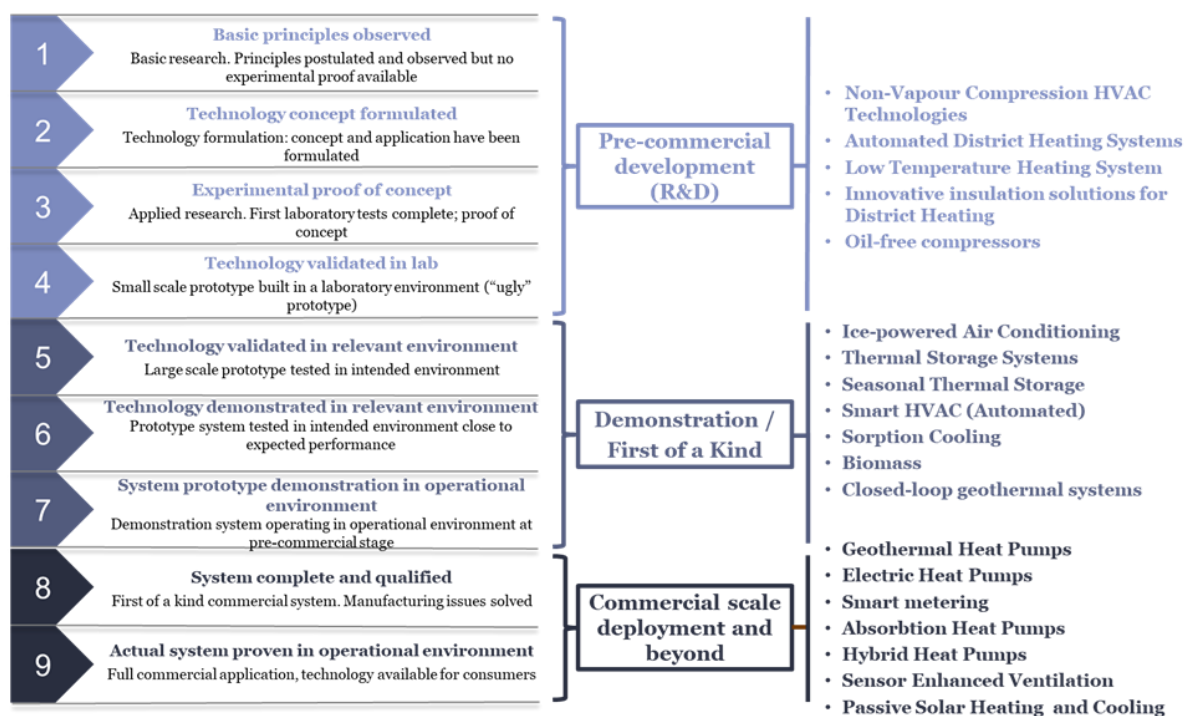 1
Basic principles observed
Basic research. Principles postulated and observed but no
experimental proof available
2
Technology concept formulated
Technology formulation: concept and application have been
formulated
3
Experimental proof of concept
Applied research. First laboratory tests complete; proof of
concept
4
Technology validated in lab
Small scale prototype built in a laboratory environment (“ugly”
prototype)
5
Technology validated in relevant environment
Large scale prototype tested in intended environment
6
Technology demonstrated in relevant environment
Prototype system tested in intended environment close to
expected performance
7
System prototype demonstration in operational
environment
Demonstration system operating in operational environment at
pre-commercial stage
8
System complete and qualified
First of a kind commercial system. Manufacturing issues solved
9
Actual system proven in operational environment
Full commercial application, technology available for consumers
Pre-commercial
development
(R&D)
Demonstration /
First of a Kind
Commercial scale
deployment and
beyond
• Non-Vapour Compression HVAC
Technologies
• Automated District Heating Systems
• Low Temperature Heating System
• Innovative insulation solutions for
District Heating
• Oil-free compressors
• Ice-powered Air Conditioning
• Thermal Storage Systems
• Seasonal Thermal Storage
• Smart HVAC (Automated)
• Sorption Cooling
• Biomass
• Closed-loop geothermal systems
• Geothermal Heat Pumps
• Electric Heat Pumps
• Smart metering
• Absorbtion Heat Pumps
• Hybrid Heat Pumps
• Sensor Enhanced Ventilation
• Passive Solar Heating and Cooling